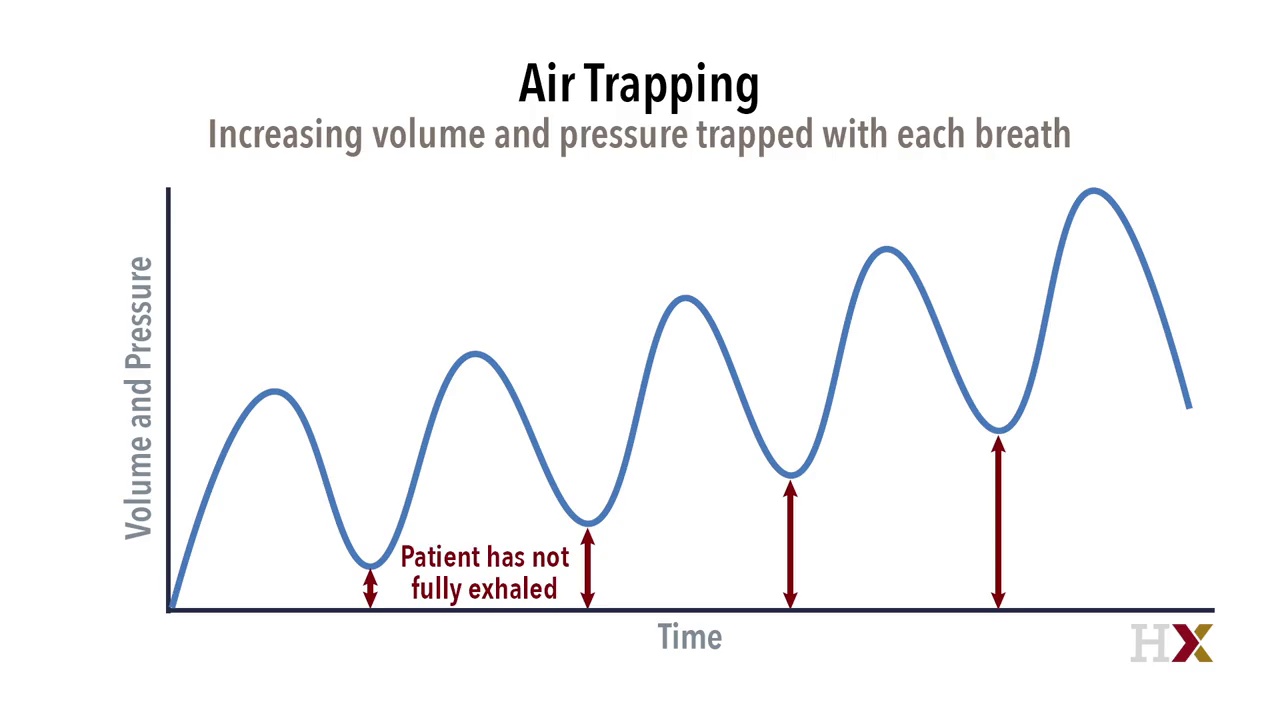 Air Trapping
Increasing volume and pressure trapped with each breath
Volume and Pressure
Patient has not
fully exhaled
Time
HX